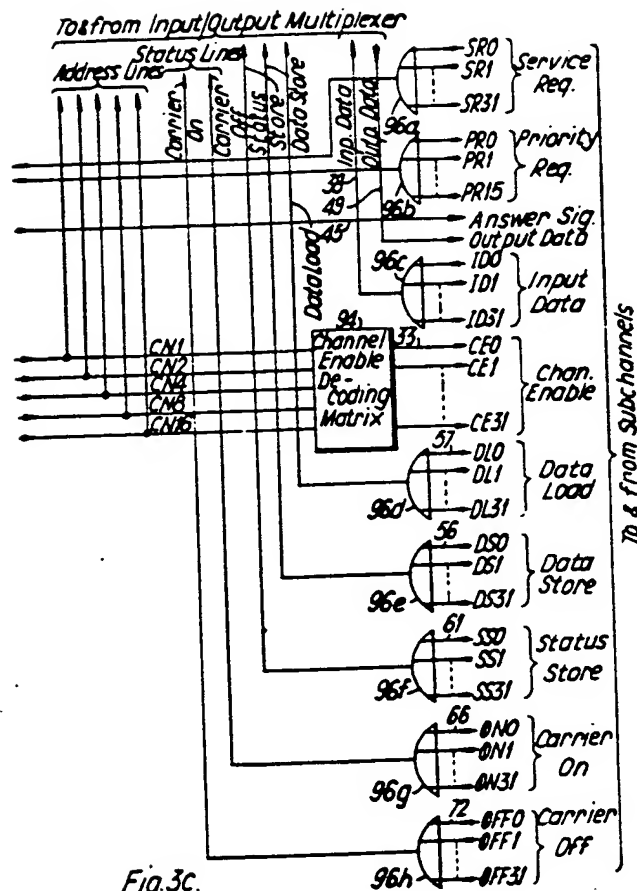 To & from Input/Output Multiplexer
Status Lines
Address Lines
Carrier On
Carrier Off
Status Store
Data Store
Inp. Data
Outp. Data
SR0
SR1
SR31
Service Req.
96a
PR0
PR1
PR15
Priority Req.
96b
38
49
45
Answer Sig.
Output Data
Data Load
96c
ID0
ID1
ID31
Input Data
CN1
CN2
CN4
CN8
CN16
94
Channel Enable De-coding Matrix
33
CE0
CE1
CE31
Chan. Enable
57
DL0
DL1
DL31
Data Load
96d
56
DS0
DS1
DS31
Data Store
96e
61
SS0
SS1
SS31
Status Store
96f
66
ON0
ON1
ON31
Carrier On
96g
72
OFF0
OFF1
OFF31
Carrier Off
96h
To & from Subchannels
Fig.3c.